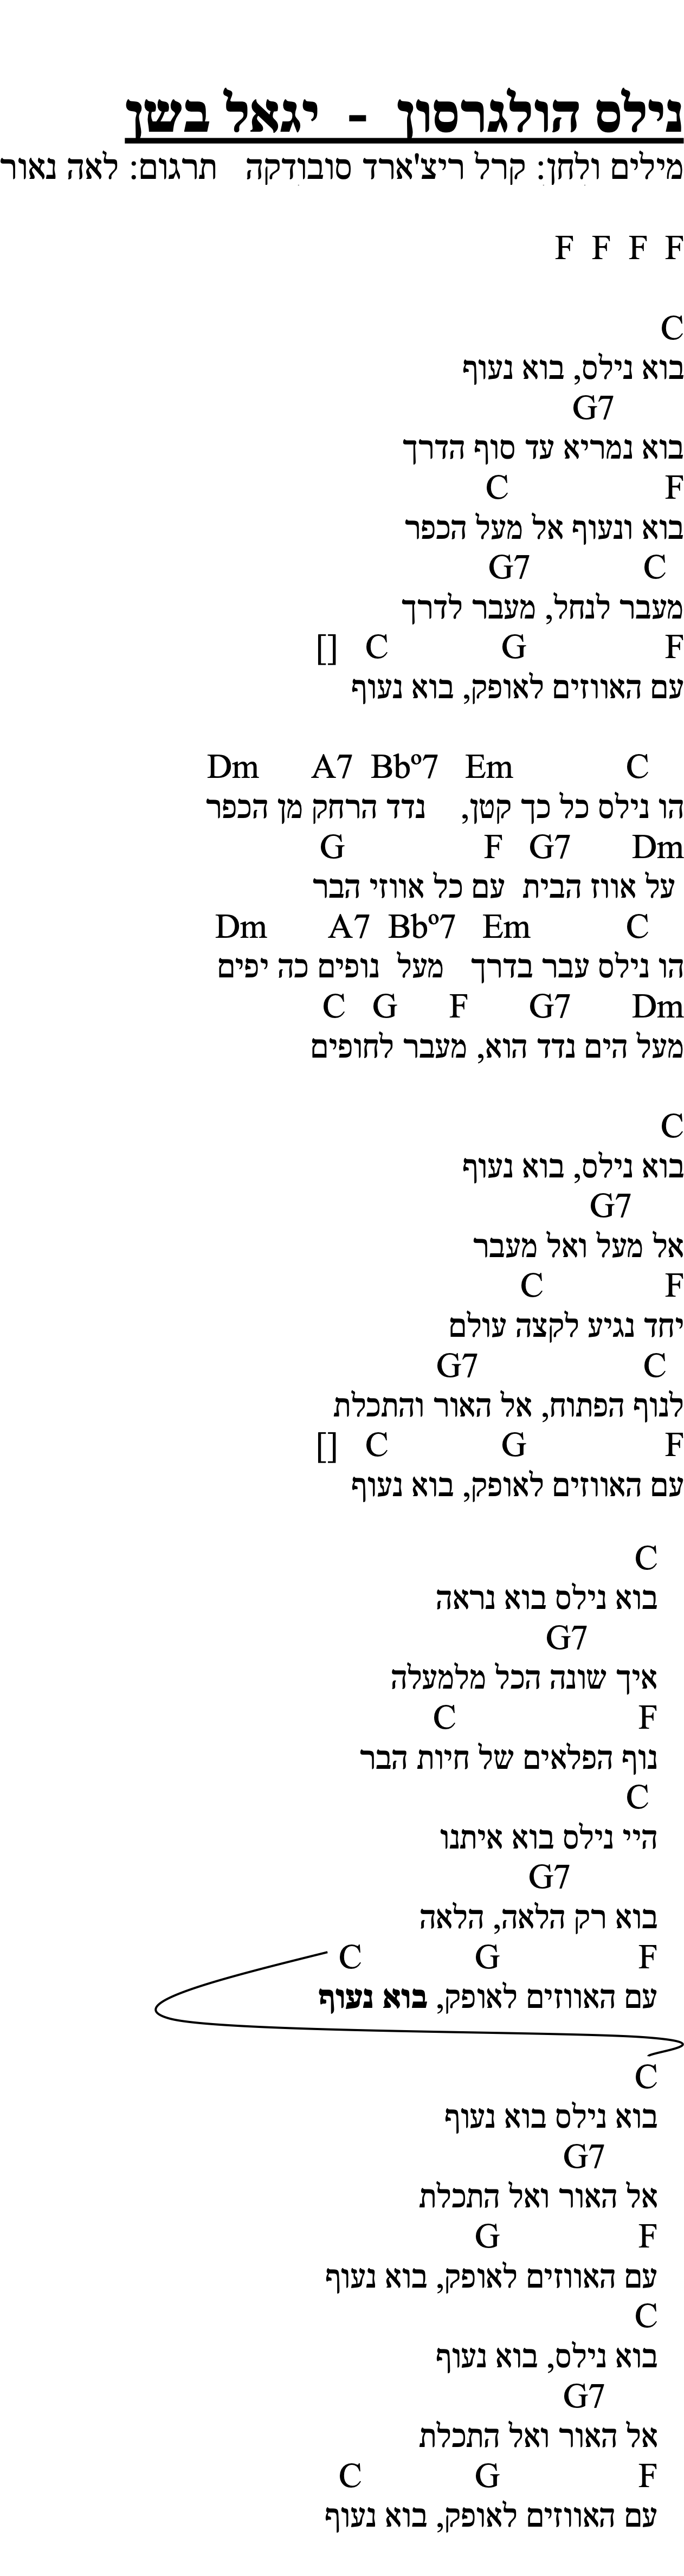 נילס הולגרסון - יגאל בשן
מילים ולחן: קרל ריצ'ארד סובודקה תרגום: לאה נאור
F F F F
C
בוא נילס, בוא נעוף
G7
בוא נמריא עד סוף הדרך
C F
בוא ונעוף אל מעל הכפר
G7 C
מעבר לנחל, מעבר לדרך
[] C G F
עם האווזים לאופק, בוא נעוף
Dm A7 Bbº7 Em C
הו נילס כל כך קטן, נדד הרחק מן הכפר
G F G7 Dm
על אווז הבית עם כל אווזי הבר
Dm A7 Bbº7 Em C
הו נילס עבר בדרך מעל נופים כה יפים
C G F G7 Dm
מעל הים נדד הוא, מעבר לחופים
C
בוא נילס, בוא נעוף
G7
אל מעל ואל מעבר
C F
יחד נגיע לקצה עולם
G7 C
לנוף הפתוח, אל האור והתכלת
[] C G F
עם האווזים לאופק, בוא נעוף
C
בוא נילס בוא נראה
G7
איך שונה הכל מלמעלה
C F
נוף הפלאים של חיות הבר
C
היי נילס בוא איתנו
G7
בוא רק הלאה, הלאה
C G F
עם האווזים לאופק, בוא נעוף
C
בוא נילס בוא נעוף
G7
אל האור ואל התכלת
G F
עם האווזים לאופק, בוא נעוף
C
בוא נילס, בוא נעוף
G7
אל האור ואל התכלת
C G F
עם האווזים לאופק, בוא נעוף